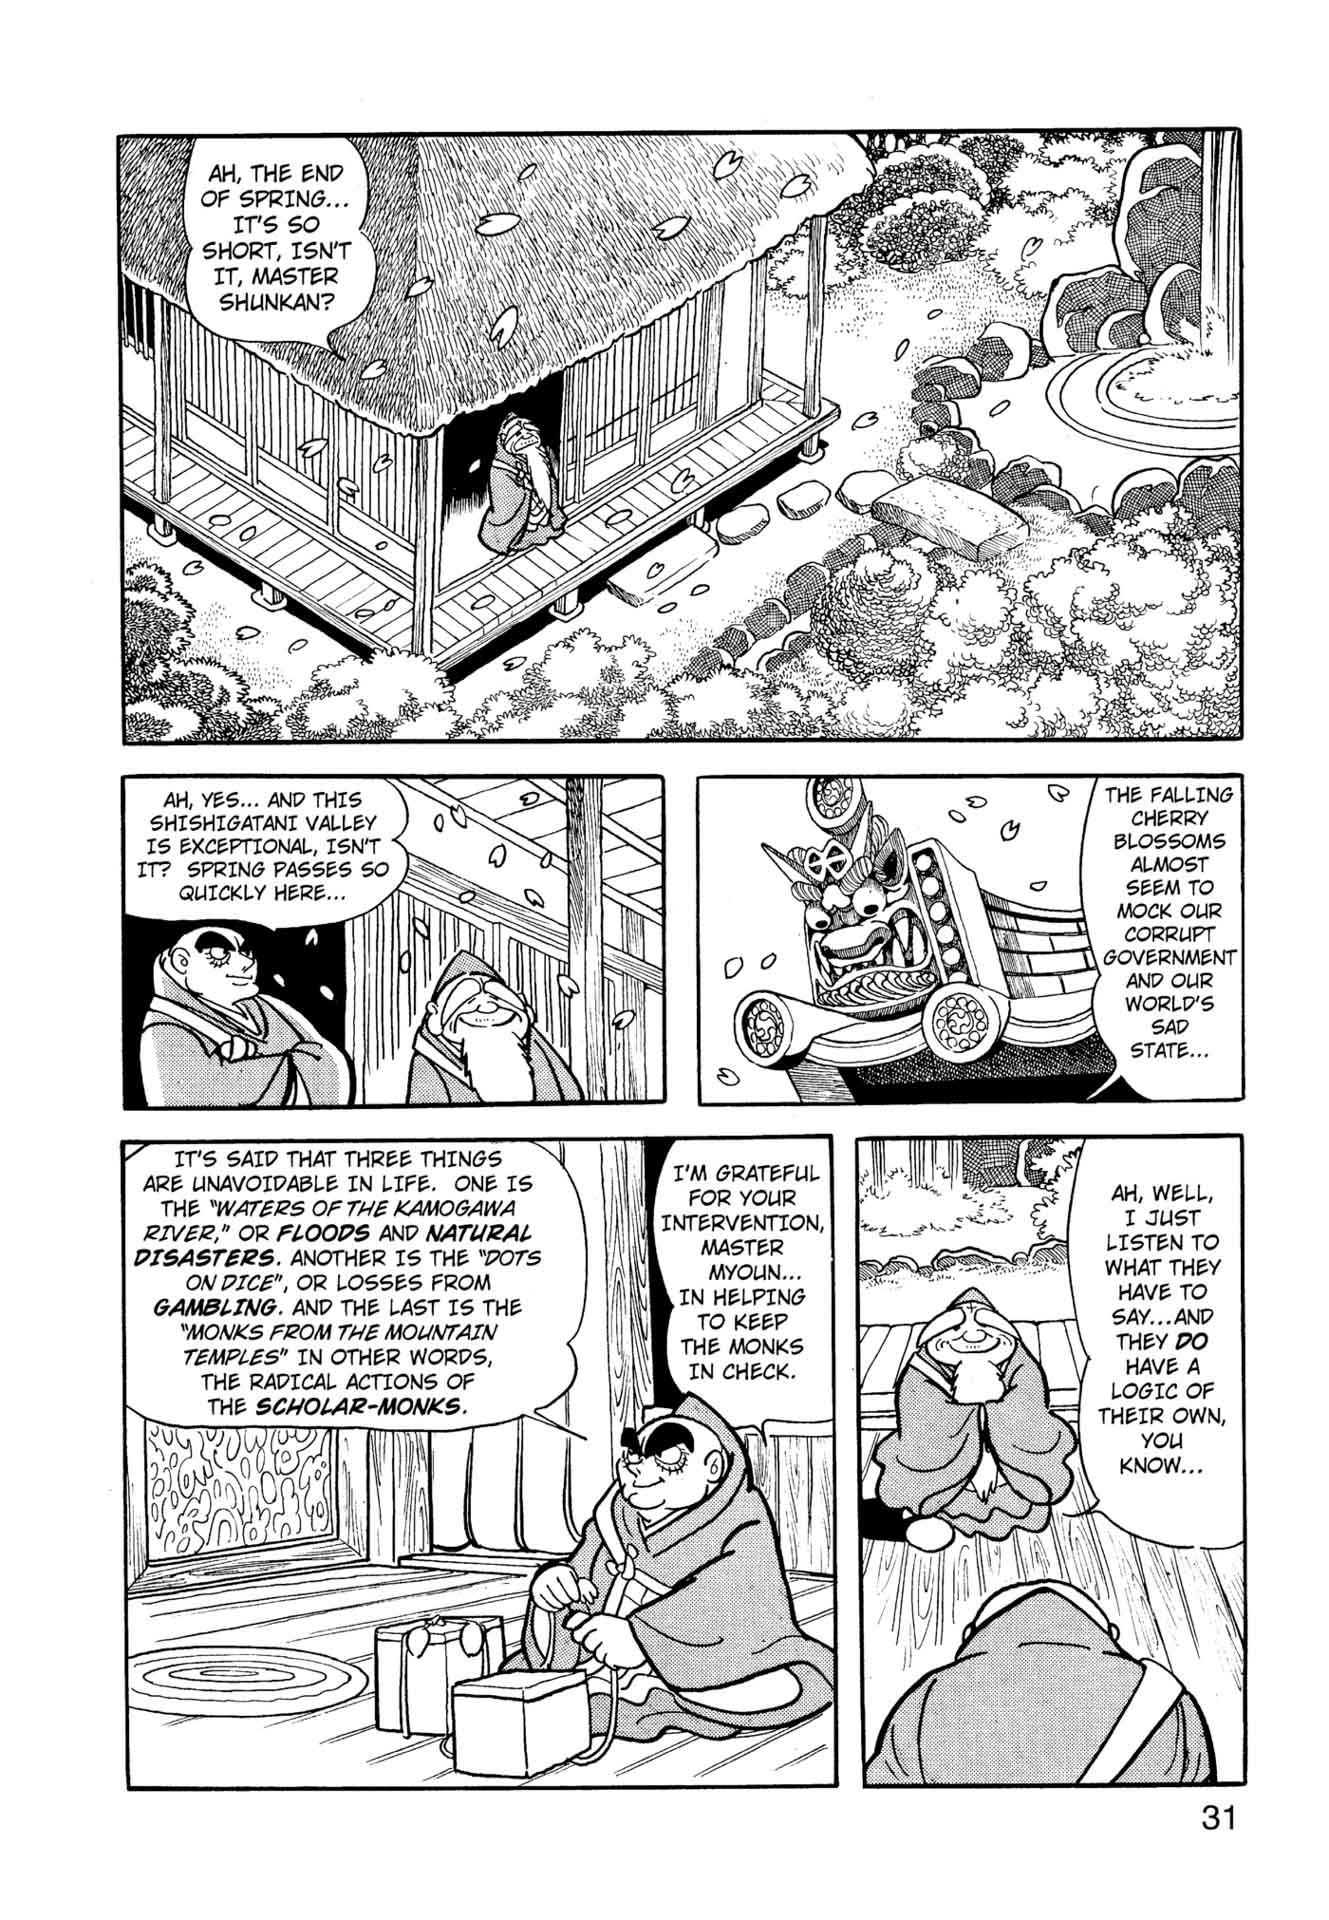 AH, THE END
OF SPRING...
IT'S SO
SHORT, ISN'T
IT, MASTER
SHUNKAN?
AH, YES... AND THIS
SHISHIGATANI VALLEY
IS EXCEPTIONAL, ISN'T
IT? SPRING PASSES SO
QUICKLY HERE...
THE FALLING
CHERRY
BLOSSOMS
ALMOST
SEEM TO
MOCK OUR
CORRUPT
GOVERNMENT
AND OUR
WORLD'S
SAD
STATE...
IT'S SAID THAT THREE THINGS
ARE UNAVOIDABLE IN LIFE. ONE IS
THE "WATERS OF THE KAMOGAWA
RIVER," OR FLOODS AND NATURAL
DISASTERS. ANOTHER IS THE "DOTS
ON DICE", OR LOSSES FROM
GAMBLING. AND THE LAST IS THE
"MONKS FROM THE MOUNTAIN
TEMPLES" IN OTHER WORDS,
THE RADICAL ACTIONS OF
THE SCHOLAR-MONKS.
I'M GRATEFUL
FOR YOUR
INTERVENTION,
MASTER
MYOUN...
IN HELPING
TO KEEP
THE MONKS
IN CHECK.
AH, WELL,
I JUST
LISTEN TO
WHAT THEY
HAVE TO
SAY...AND
THEY DO
HAVE A
LOGIC OF
THEIR OWN,
YOU
KNOW...
31